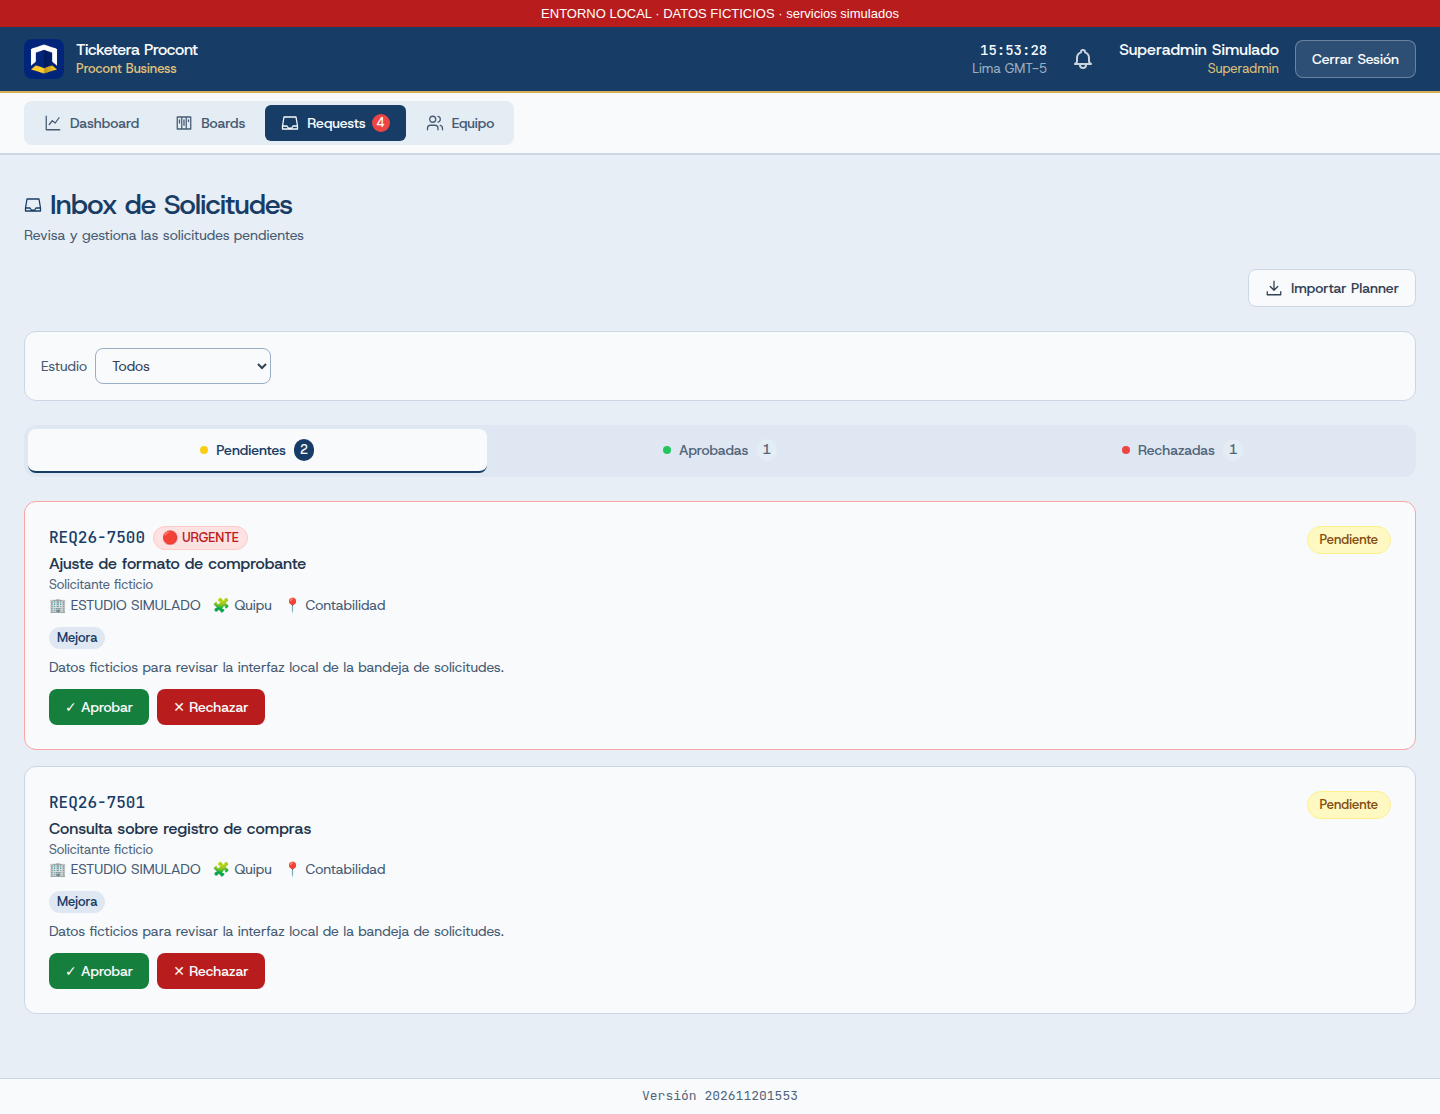 ENTORNO LOCAL · DATOS FICTICIOS · servicios simulados
Ticketera Procont
Procont Business
15:53:28
Lima GMT-5
Superadmin Simulado
Superadmin
Cerrar Sesión
Dashboard
Boards
Requests 4
Equipo
Inbox de Solicitudes
Revisa y gestiona las solicitudes pendientes
Importar Planner
Estudio Todos
Pendientes 2
Aprobadas 1
Rechazadas 1
REQ26-7500 URGENTE
Pendiente
Ajuste de formato de comprobante
Solicitante ficticio
ESTUDIO SIMULADO Quipu Contabilidad
Mejora
Datos ficticios para revisar la interfaz local de la bandeja de solicitudes.
✓ Aprobar ✕ Rechazar
REQ26-7501
Pendiente
Consulta sobre registro de compras
Solicitante ficticio
ESTUDIO SIMULADO Quipu Contabilidad
Mejora
Datos ficticios para revisar la interfaz local de la bandeja de solicitudes.
✓ Aprobar ✕ Rechazar
Versión 202611201553